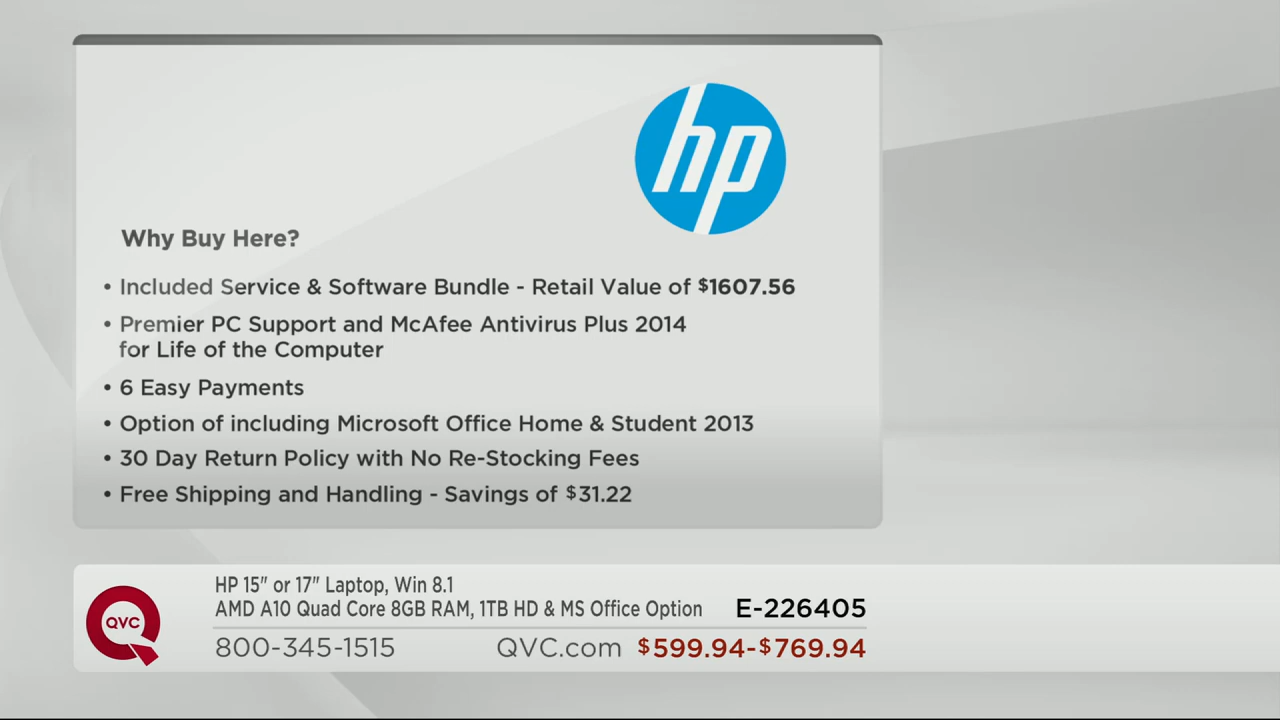 hp
Why Buy Here?
• Included Service & Software Bundle - Retail Value of $1607.56
• Premier PC Support and McAfee Antivirus Plus 2014
for Life of the Computer
• 6 Easy Payments
• Option of including Microsoft Office Home & Student 2013
• 30 Day Return Policy with No Re-Stocking Fees
• Free Shipping and Handling - Savings of $31.22
QVC
HP 15" or 17" Laptop, Win 8.1
AMD A10 Quad Core 8GB RAM, 1TB HD & MS Office Option E-226405
800-345-1515 QVC.com $599.94-$769.94